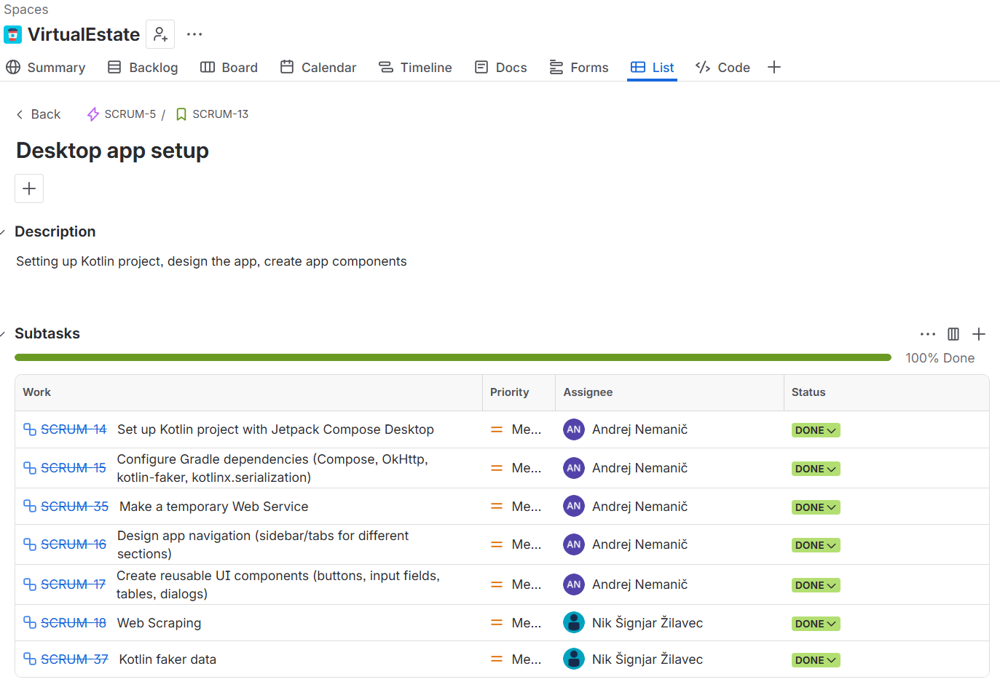 Spaces
VirtualEstate
Summary Backlog Board Calendar Timeline Docs Forms List Code
Back SCRUM-5 / SCRUM-13
Desktop app setup
Description
Setting up Kotlin project, design the app, create app components
Subtasks
100% Done
Work Priority Assignee Status
SCRUM-14 Set up Kotlin project with Jetpack Compose Desktop Me... AN Andrej Nemanič DONE
SCRUM-15 Configure Gradle dependencies (Compose, OkHttp,
kotlin-faker, kotlinx.serialization) Me... AN Andrej Nemanič DONE
SCRUM-35 Make a temporary Web Service Me... AN Andrej Nemanič DONE
SCRUM-16 Design app navigation (sidebar/tabs for different
sections) Me... AN Andrej Nemanič DONE
SCRUM-17 Create reusable UI components (buttons, input fields,
tables, dialogs) Me... AN Andrej Nemanič DONE
SCRUM-18 Web Scraping Me... Nik Šignjar Žilavec DONE
SCRUM-37 Kotlin faker data Me... Nik Šignjar Žilavec DONE